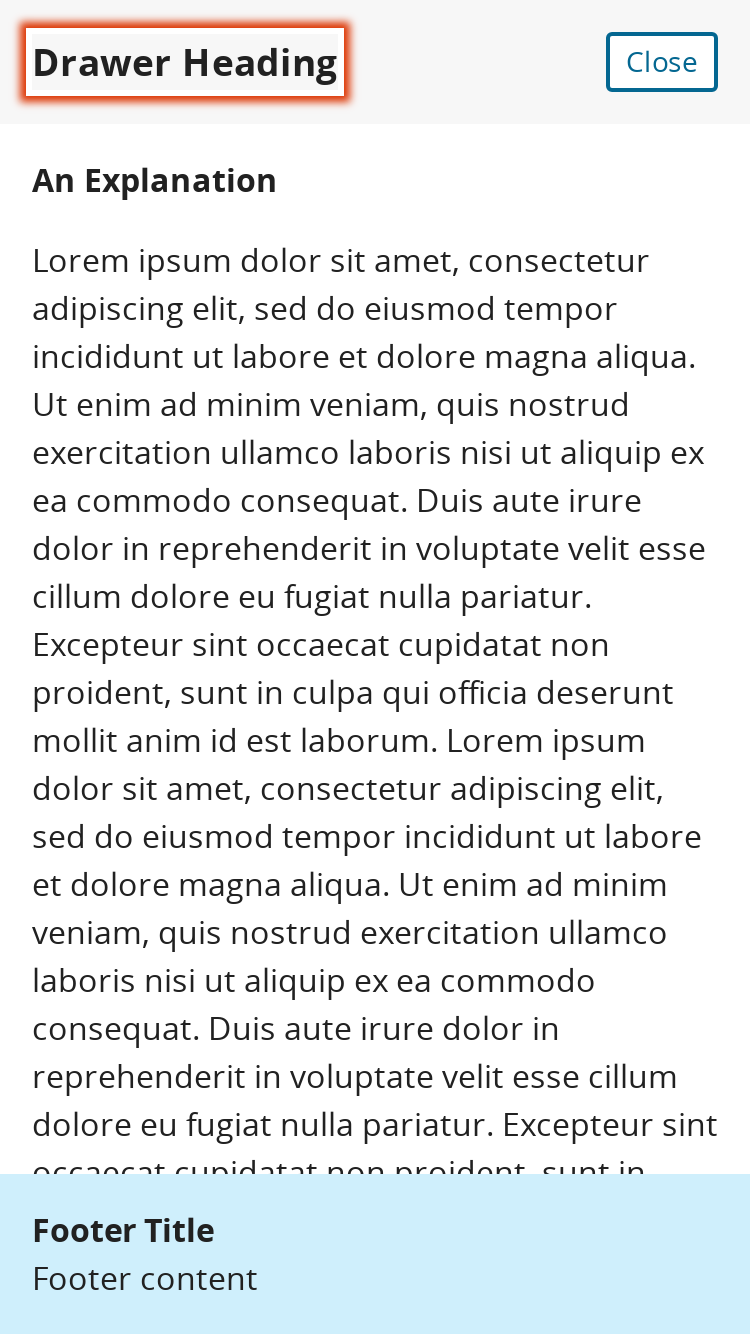 Drawer Heading
Close
An Explanation
Lorem ipsum dolor sit amet, consectetur
adipiscing elit, sed do eiusmod tempor
incididunt ut labore et dolore magna aliqua.
Ut enim ad minim veniam, quis nostrud
exercitation ullamco laboris nisi ut aliquip ex
ea commodo consequat. Duis aute irure
dolor in reprehenderit in voluptate velit esse
cillum dolore eu fugiat nulla pariatur.
Excepteur sint occaecat cupidatat non
proident, sunt in culpa qui officia deserunt
mollit anim id est laborum. Lorem ipsum
dolor sit amet, consectetur adipiscing elit,
sed do eiusmod tempor incididunt ut labore
et dolore magna aliqua. Ut enim ad minim
veniam, quis nostrud exercitation ullamco
laboris nisi ut aliquip ex ea commodo
consequat. Duis aute irure dolor in
reprehenderit in voluptate velit esse cillum
dolore eu fugiat nulla pariatur. Excepteur sint
occaecat cupidatat non proident, sunt in
Footer Title
Footer content